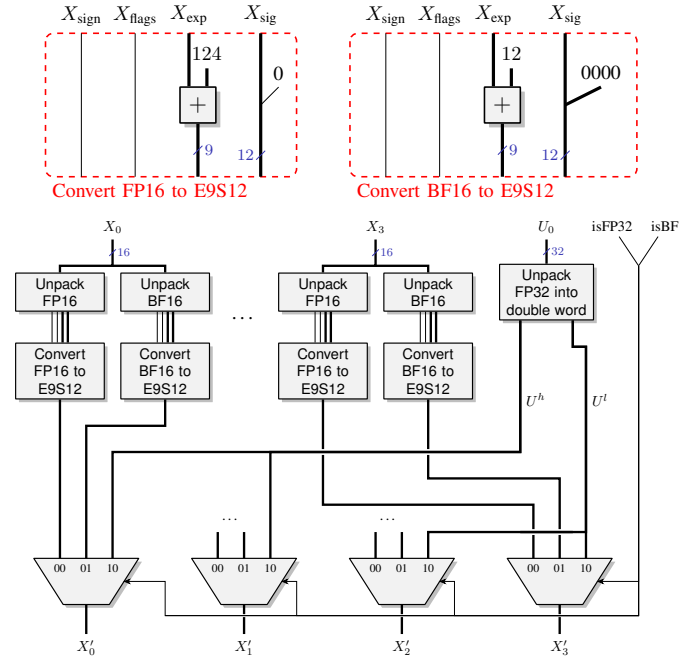 X_sign X_flags X_exp X_sig
124
0
+
9
12
Convert FP16 to E9S12
X_sign X_flags X_exp X_sig
12
0000
+
9
12
Convert BF16 to E9S12
X_0 X_3 U_0 isFP32 isBF
16 16 32
Unpack FP16
Unpack BF16
...
Unpack FP16
Unpack BF16
Unpack FP32 into double word
Convert FP16 to E9S12
Convert BF16 to E9S12
Convert FP16 to E9S12
Convert BF16 to E9S12
U^h U^l
... ...
00 01 10 00 01 10 00 01 10 00 01 10
X'_0 X'_1 X'_2 X'_3